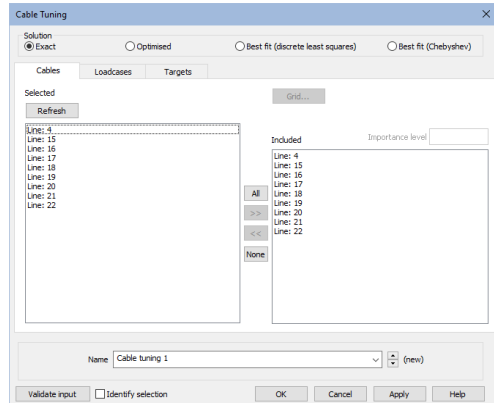 Cable Tuning
Solution
Exact
Optimised
Best fit (discrete least squares)
Best fit (Chebyshev)
Cables
Loadcases
Targets
Selected
Grid...
Refresh
Included
Importance level
Line: 4
Line: 15
Line: 16
Line: 17
Line: 18
Line: 19
Line: 20
Line: 21
Line: 22
All
>>
<<
None
Line: 4
Line: 15
Line: 16
Line: 17
Line: 18
Line: 19
Line: 20
Line: 21
Line: 22
Name
Cable tuning 1
(new)
Validate input
Identify selection
OK
Cancel
Apply
Help